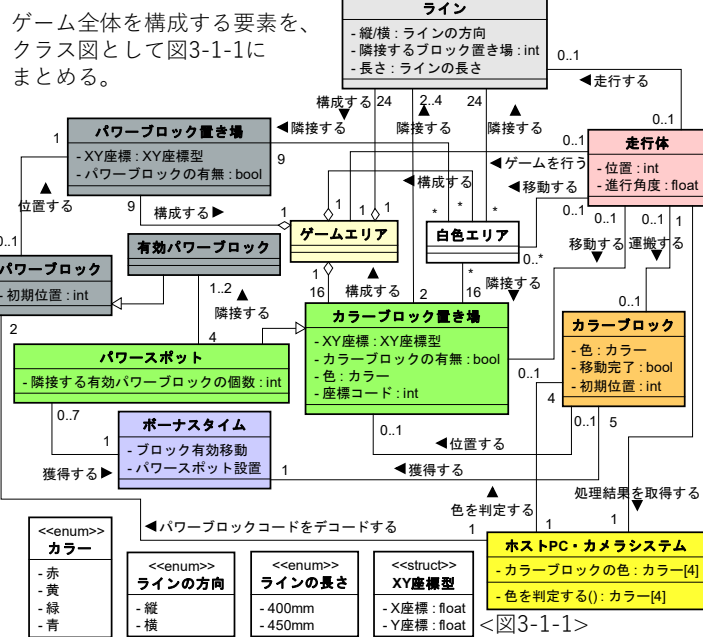 ゲーム全体を構成する要素を、
クラス図として図3-1-1に
まとめる。
ライン
- 縦/横 : ラインの方向
- 隣接するブロック置き場 : int
- 長さ : ラインの長さ
0..1
◀走行する
0..1
構成する
▼
24
2..4
24
1
パワーブロック置き場
- XY座標 : XY座標型
- パワーブロックの有無 : bool
◀隣接する
9
▲
隣接する
▲
隣接する
0..1
走行体
- 位置 : int
- 進行角度 : float
◀ゲームを行う
◀構成する
◀移動する
▲
位置する
9
構成する▶
1
1
1
*
*
*
0..1
0..1
0..1
1
0..1
有効パワーブロック
ゲームエリア
白色エリア
0..*
移動する
▼
運搬する
▼
パワーブロック
- 初期位置 : int
1..2
▲
隣接する
1
16
▲
構成する
2
*
16
隣接する
▼
0..1
2
4
パワースポット
- 隣接する有効パワーブロックの個数 : int
カラーブロック置き場
- XY座標 : XY座標型
- カラーブロックの有無 : bool
- 色 : カラー
- 座標コード : int
0..1
カラーブロック
- 色 : カラー
- 移動完了 : bool
- 初期位置 : int
4
0..1
5
0..7
1
ボーナスタイム
- ブロック有効移動
- パワースポット設置
獲得する▶
0..1
◀位置する
1
◀獲得する
▲
色を判定する
処理結果を取得する
▼
◀パワーブロックコードをデコードする
1
1
1
ホストPC・カメラシステム
- カラーブロックの色 : カラー[4]
- 色を判定する() : カラー[4]
<<enum>>
カラー
- 赤
- 黄
- 緑
- 青
<<enum>>
ラインの方向
- 縦
- 横
<<enum>>
ラインの長さ
- 400mm
- 450mm
<<struct>>
XY座標型
- X座標 : float
- Y座標 : float
<図3-1-1>